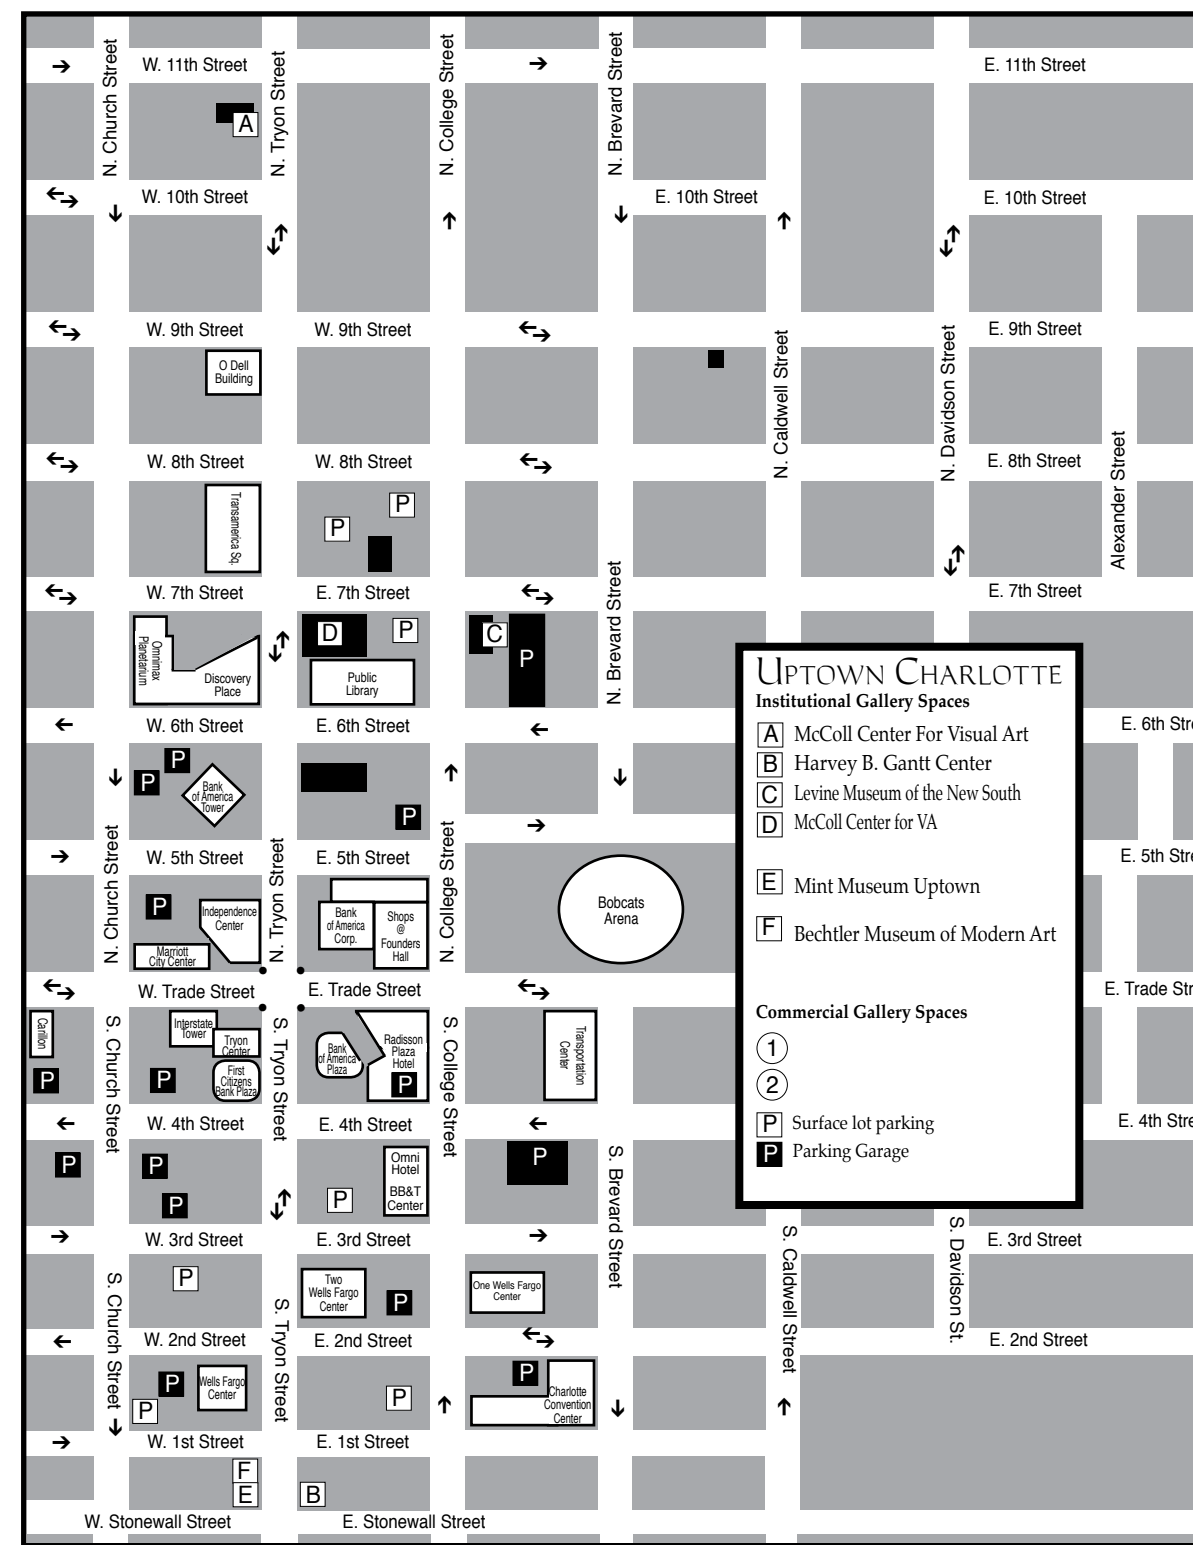 W. 11th Street
E. 11th Street
N. Church Street
N. Tryon Street
N. College Street
N. Brevard Street
A
W. 10th Street
E. 10th Street
E. 10th Street
W. 9th Street
W. 9th Street
E. 9th Street
N. Caldwell Street
N. Davidson Street
O Dell
Building
W. 8th Street
W. 8th Street
E. 8th Street
Alexander Street
Transamerica Sq.
P
P
W. 7th Street
E. 7th Street
E. 7th Street
N. Brevard Street
Omnimax
Planetarium
Discovery
Place
D
P
Public
Library
C
P
W. 6th Street
E. 6th Street
E. 6th Stre
P
P
Bank
of America
Tower
P
W. 5th Street
E. 5th Street
E. 5th Stre
N. Church Street
N. Tryon Street
N. College Street
P
Independence
Center
Marriott
City Center
Bank
of America
Corp.
Shops
@
Founders
Hall
Bobcats
Arena
W. Trade Street
E. Trade Street
E. Trade Str
Carillon
P
S. Church Street
Interstate
Tower
Tryon
Center
First
Citizens
Bank Plaza
P
S. Tryon Street
Bank
of America
Plaza
Radisson
Plaza
Hotel
P
S. College Street
Transportation
Center
W. 4th Street
E. 4th Street
E. 4th Stre
P
P
P
P
Omni
Hotel
BB&T
Center
P
S. Brevard Street
W. 3rd Street
E. 3rd Street
E. 3rd Street
S. Caldwell Street
S. Davidson St.
S. Church Street
P
S. Tryon Street
Two
Wells Fargo
Center
P
One Wells Fargo
Center
W. 2nd Street
E. 2nd Street
E. 2nd Street
P
P
Wells Fargo
Center
P
P
Charlotte
Convention
Center
W. 1st Street
E. 1st Street
F
E
B
W. Stonewall Street
E. Stonewall Street
UPTOWN CHARLOTTE
Institutional Gallery Spaces
A McColl Center For Visual Art
B Harvey B. Gantt Center
C Levine Museum of the New South
D McColl Center for VA
E Mint Museum Uptown
F Bechtler Museum of Modern Art
Commercial Gallery Spaces
1
2
P Surface lot parking
P Parking Garage